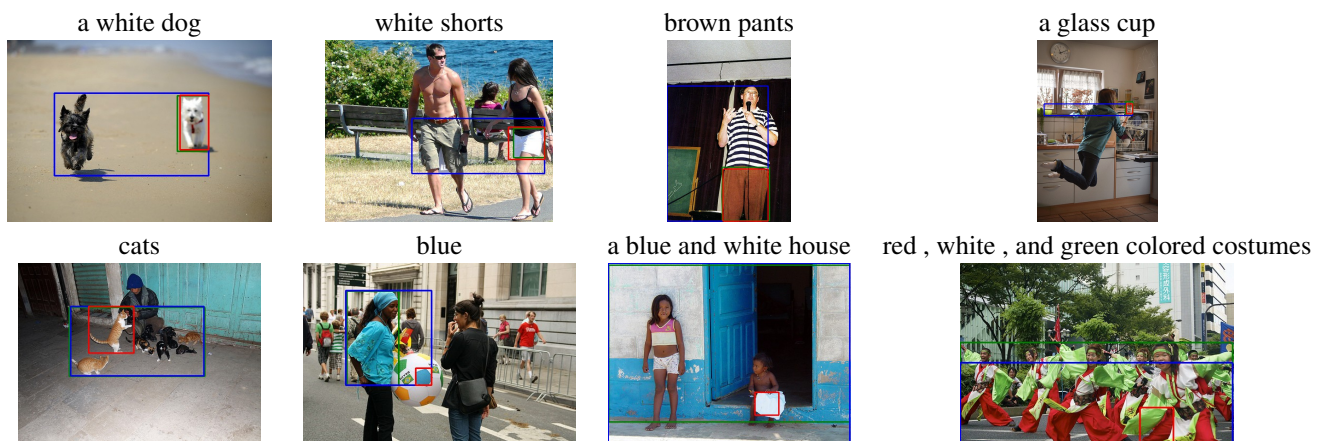 a white dog
white shorts
brown pants
a glass cup
cats
blue
a blue and white house
red , white , and green colored costumes